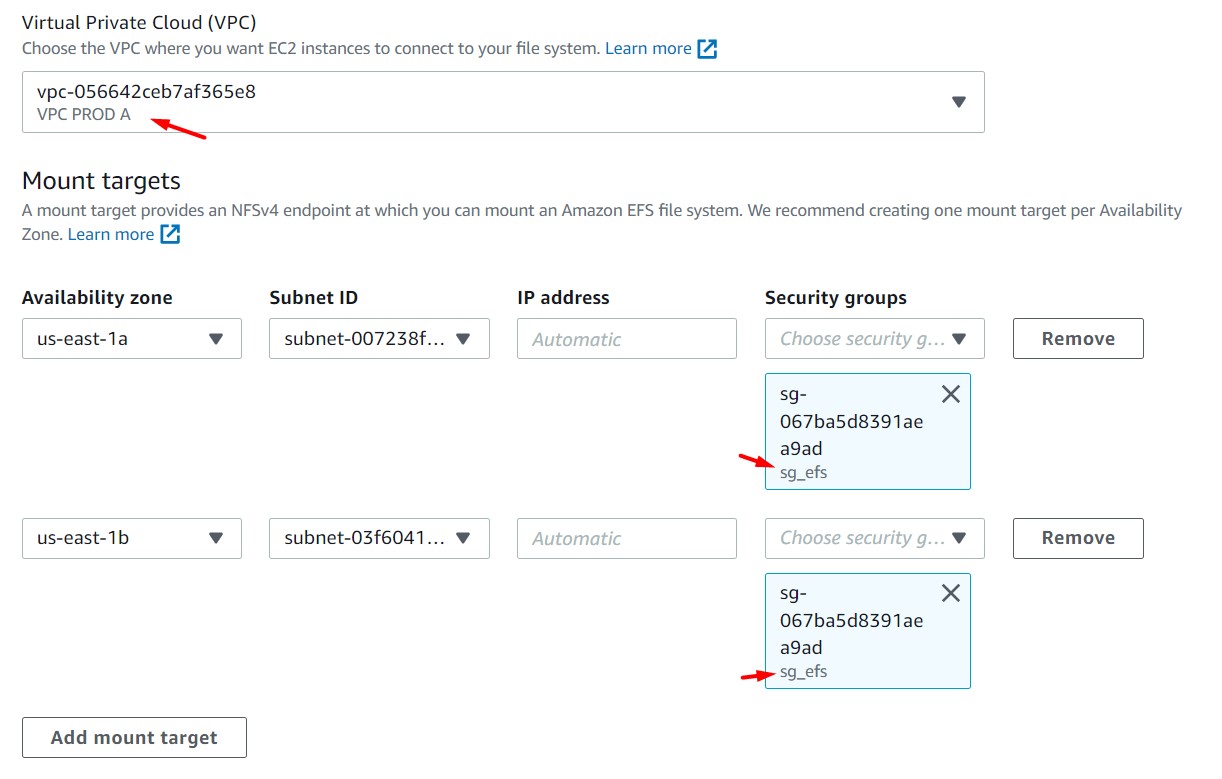 Virtual Private Cloud (VPC)
Choose the VPC where you want EC2 instances to connect to your file system. Learn more
vpc-056642ceb7af365e8
VPC PROD A
Mount targets
A mount target provides an NFSv4 endpoint at which you can mount an Amazon EFS file system. We recommend creating one mount target per Availability
Zone. Learn more
Availability zone Subnet ID IP address Security groups
us-east-1a subnet-007238f... Automatic Choose security g... Remove
sg-
067ba5d8391ae
a9ad
sg_efs
us-east-1b subnet-03f6041... Automatic Choose security g... Remove
sg-
067ba5d8391ae
a9ad
sg_efs
Add mount target